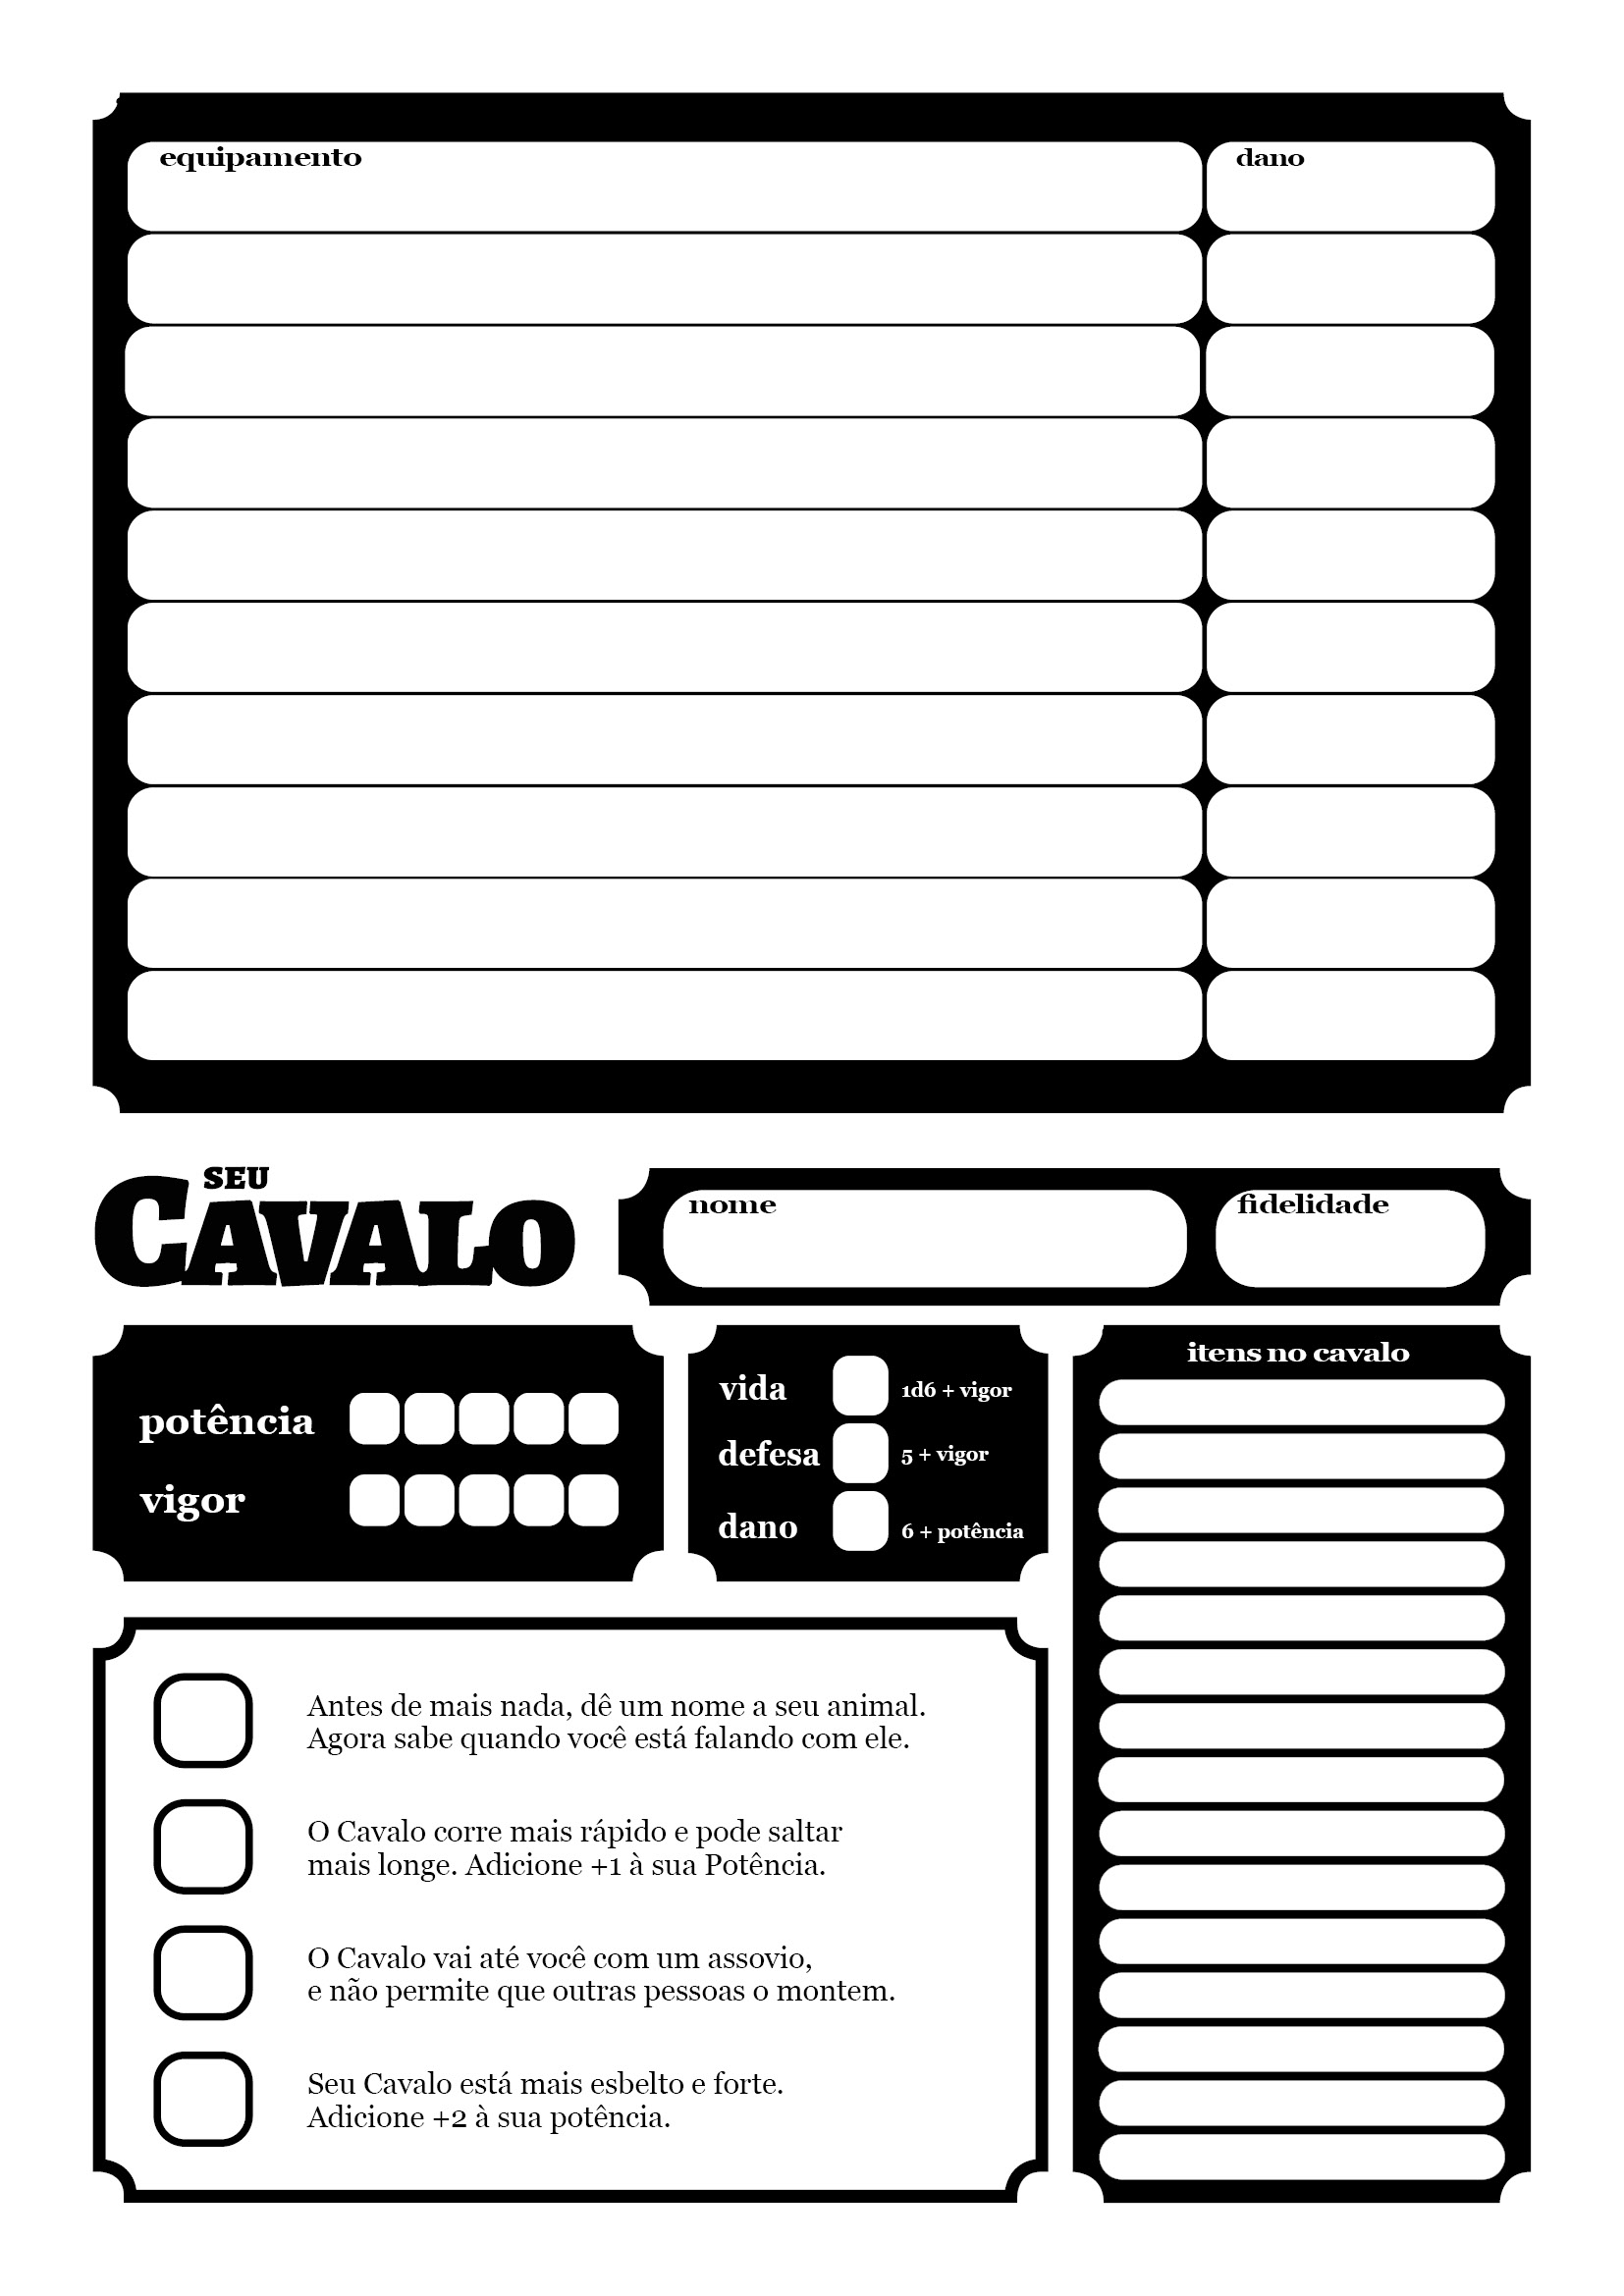 equipamento
dano
SEU
CAVALO
nome
fidelidade
potência
vigor
vida
1d6 + vigor
defesa
5 + vigor
dano
6 + potência
itens no cavalo
Antes de mais nada, dê um nome a seu animal.
Agora sabe quando você está falando com ele.
O Cavalo corre mais rápido e pode saltar
mais longe. Adicione +1 à sua Potência.
O Cavalo vai até você com um assovio,
e não permite que outras pessoas o montem.
Seu Cavalo está mais esbelto e forte.
Adicione +2 à sua potência.